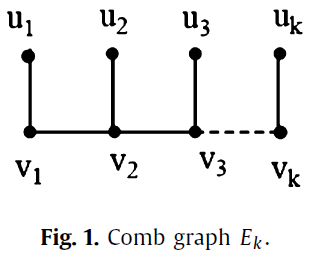 u₁ u₂ u₃ uₖ
v₁ v₂ v₃ vₖ
Fig. 1. Comb graph Eₖ.